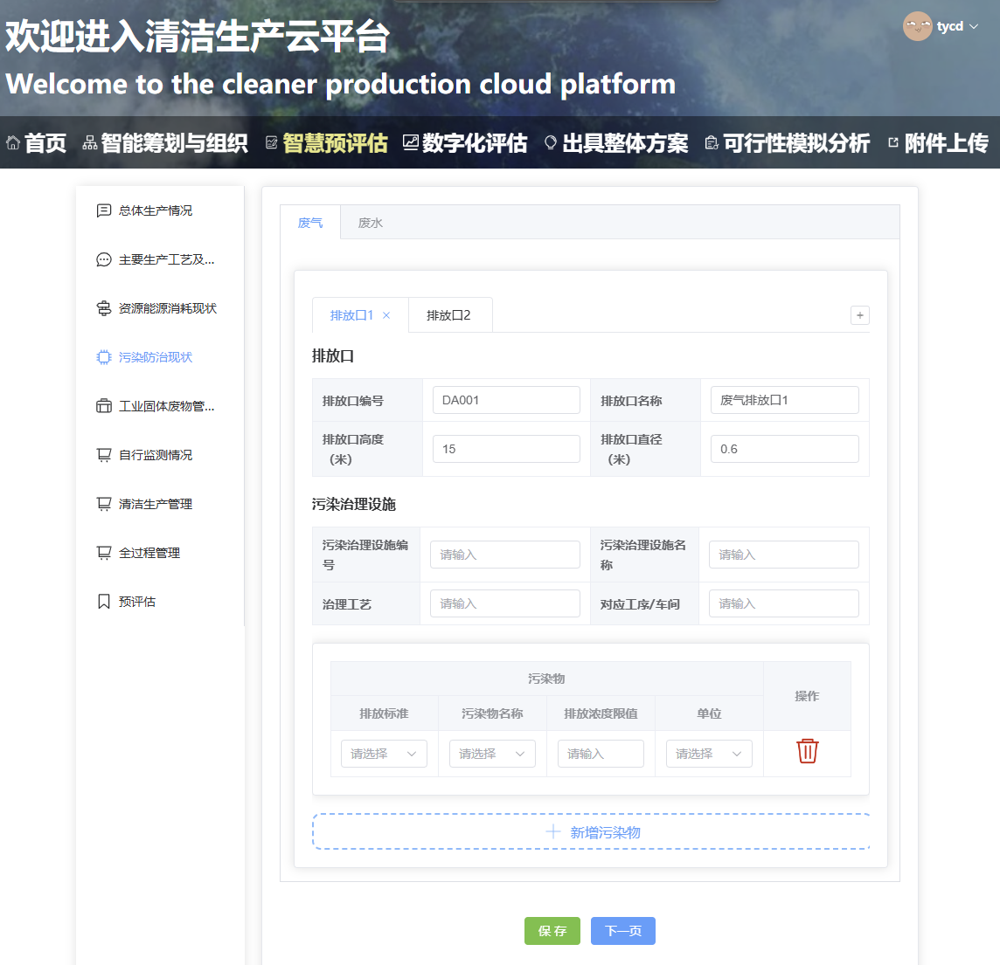 欢迎进入清洁生产云平台
tycd
Welcome to the cleaner production cloud platform
首页 智能筹划与组织 智慧预评估 数字化评估 出具整体方案 可行性模拟分析 附件上传
总体生产情况
主要生产工艺及...
资源能源消耗现状
污染防治现状
工业固体废物管...
自行监测情况
清洁生产管理
全过程管理
预评估
废气 废水
排放口1 × 排放口2 +
排放口
排放口编号 DA001 排放口名称 废气排放口1
排放口高度
（米）
15
排放口直径
（米）
0.6
污染治理设施
污染治理设施编
号
请输入
污染治理设施名
称
请输入
治理工艺 请输入 对应工序/车间 请输入
污染物 操作
排放标准 污染物名称 排放浓度限值 单位
请选择 请选择 请输入 请选择
新增污染物
保存 下一页